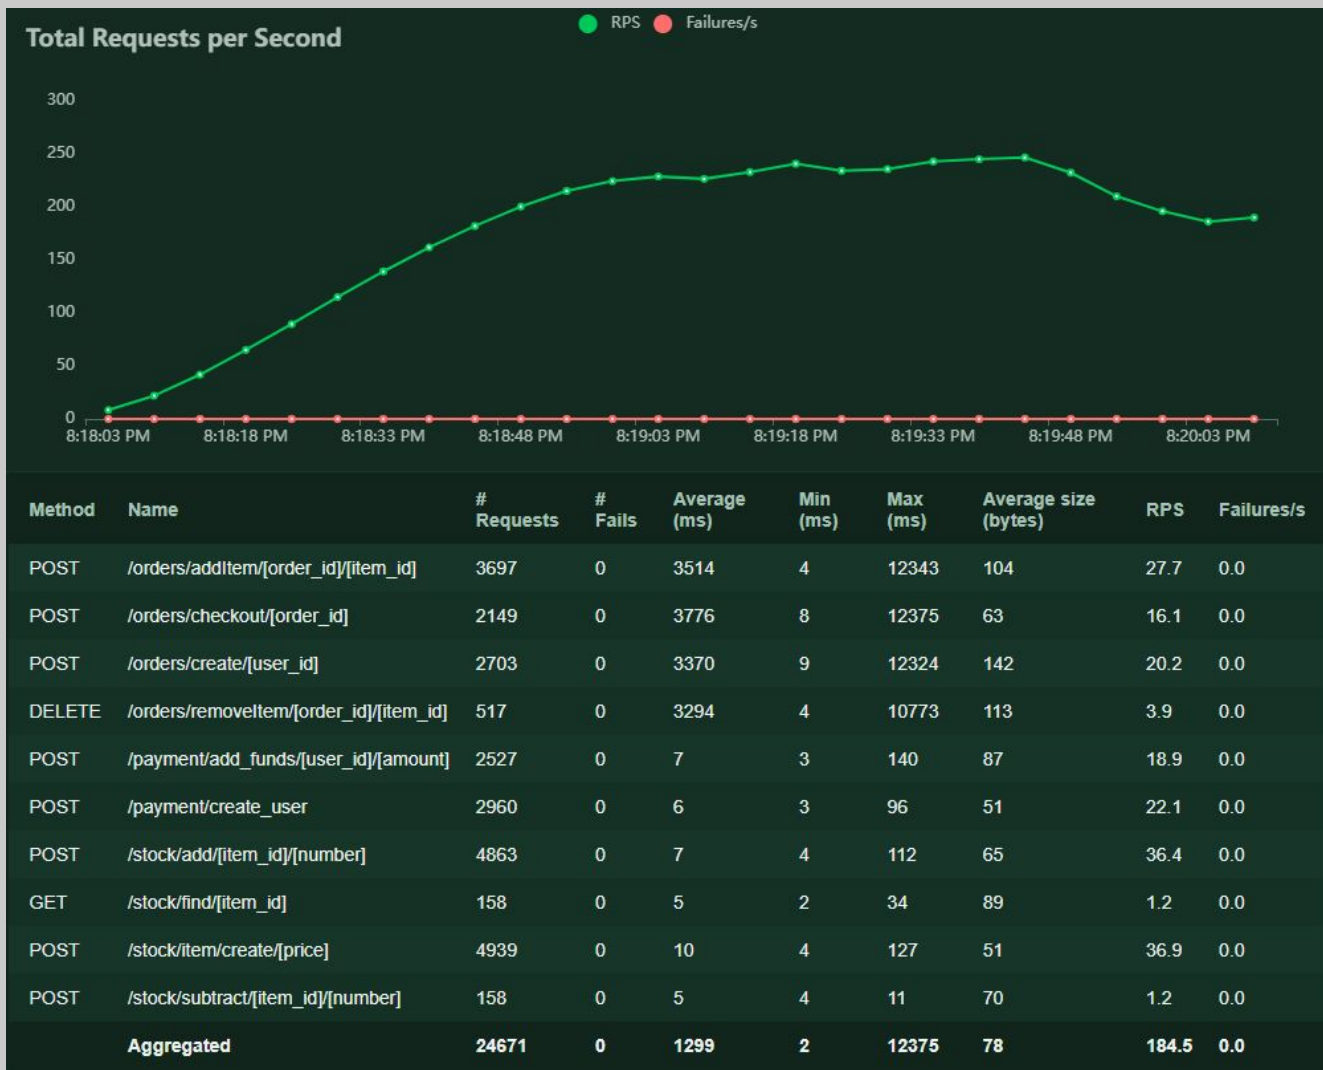 Total Requests per Second
RPS Failures/s
300
250
200
150
100
50
0
8:18:03 PM 8:18:18 PM 8:18:33 PM 8:18:48 PM 8:19:03 PM 8:19:18 PM 8:19:33 PM 8:19:48 PM 8:20:03 PM
Method Name # Requests # Fails Average (ms) Min (ms) Max (ms) Average size (bytes) RPS Failures/s
POST /orders/addItem/[order_id]/[item_id] 3697 0 3514 4 12343 104 27.7 0.0
POST /orders/checkout/[order_id] 2149 0 3776 8 12375 63 16.1 0.0
POST /orders/create/[user_id] 2703 0 3370 9 12324 142 20.2 0.0
DELETE /orders/removeItem/[order_id]/[item_id] 517 0 3294 4 10773 113 3.9 0.0
POST /payment/add_funds/[user_id]/[amount] 2527 0 7 3 140 87 18.9 0.0
POST /payment/create_user 2960 0 6 3 96 51 22.1 0.0
POST /stock/add/[item_id]/[number] 4863 0 7 4 112 65 36.4 0.0
GET /stock/find/[item_id] 158 0 5 2 34 89 1.2 0.0
POST /stock/item/create/[price] 4939 0 10 4 127 51 36.9 0.0
POST /stock/subtract/[item_id]/[number] 158 0 5 4 11 70 1.2 0.0
Aggregated 24671 0 1299 2 12375 78 184.5 0.0